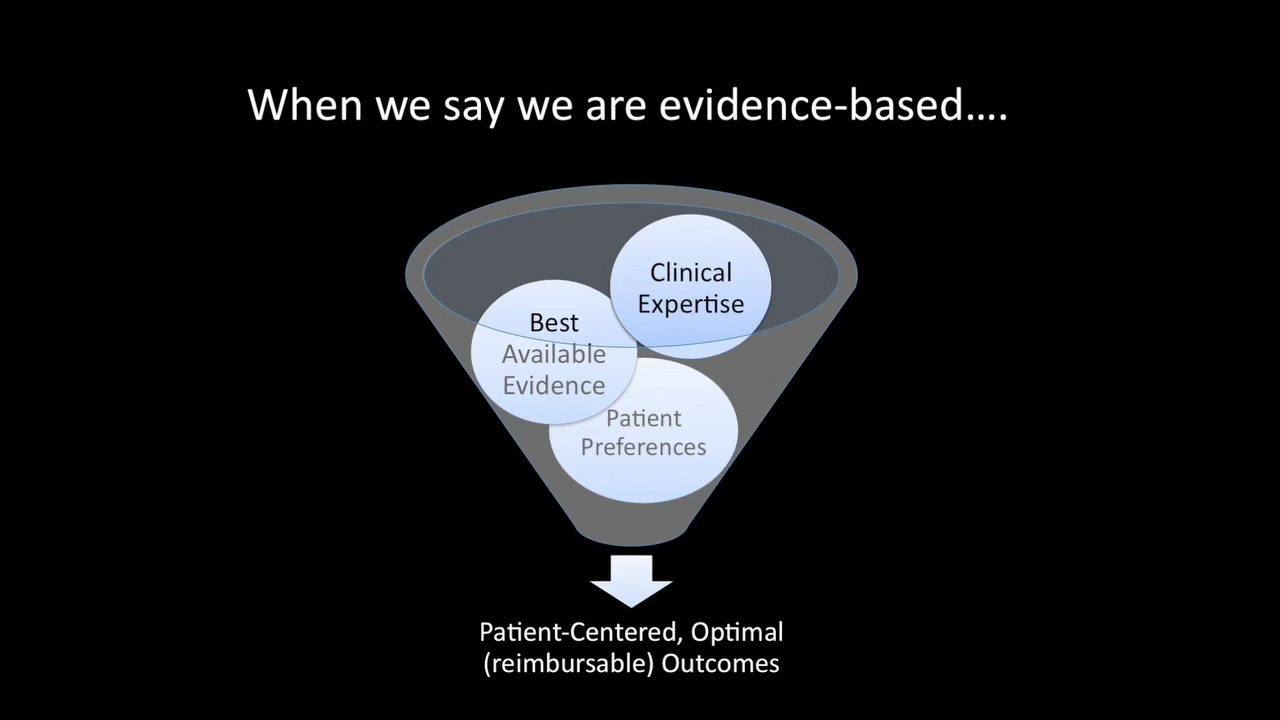 When we say we are evidence-based....
Clinical
Expertise
Best
Available
Evidence
Patient
Preferences
Patient-Centered, Optimal
(reimbursable) Outcomes